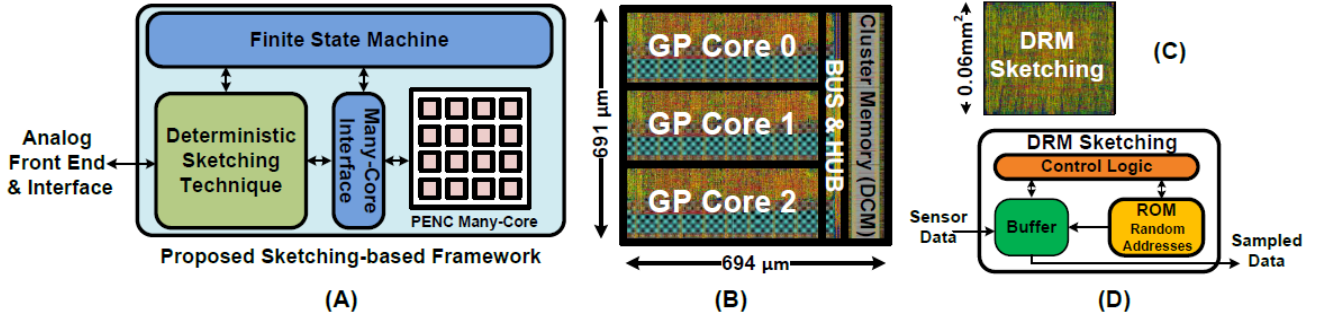 Finite State Machine
Analog
Front End
& Interface
Deterministic
Sketching
Technique
Many-Core
Interface
PENC Many-Core
Proposed Sketching-based Framework
(A)
691 µm
GP Core 0
GP Core 1
GP Core 2
BUS & HUB
Cluster Memory (DCM)
694 µm
(B)
0.06mm²
DRM
Sketching
(C)
DRM Sketching
Control Logic
Sensor
Data
Buffer
ROM
Random
Addresses
Sampled
Data
(D)